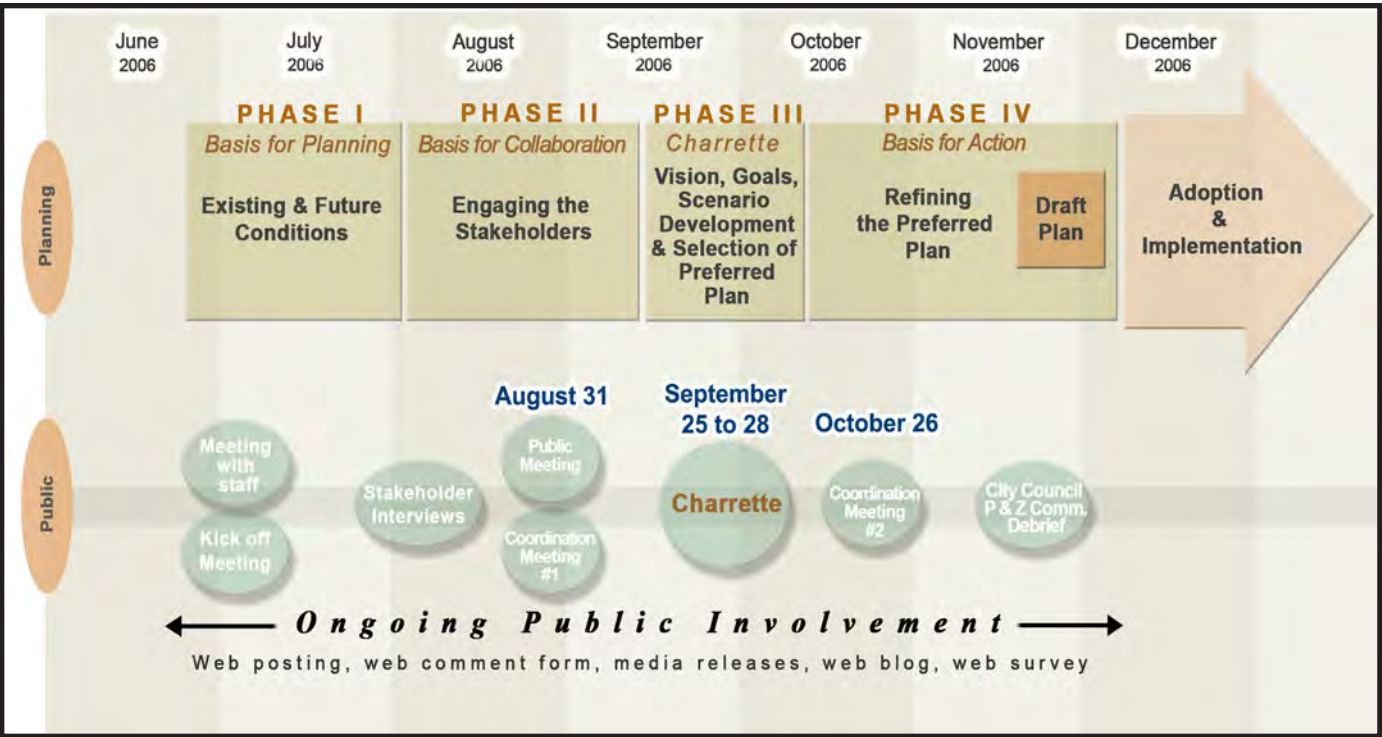 June
2006
July
2006
August
2006
September
2006
October
2006
November
2006
December
2006
Planning
PHASE I
Basis for Planning
Existing & Future
Conditions
PHASE II
Basis for Collaboration
Engaging the
Stakeholders
PHASE III
Charrette
Vision, Goals,
Scenario
Development
& Selection of
Preferred
Plan
PHASE IV
Basis for Action
Refining
the Preferred
Plan
Draft
Plan
Adoption
&
Implementation
Public
Meeting
with
staff
Kick off
Meeting
Stakeholder
Interviews
August 31
Public
Meeting
Coordination
Meeting
#1
September
25 to 28
Charrette
October 26
Coordination
Meeting
#2
City Council
P & Z Comm.
Debrief
Ongoing Public Involvement
Web posting, web comment form, media releases, web blog, web survey